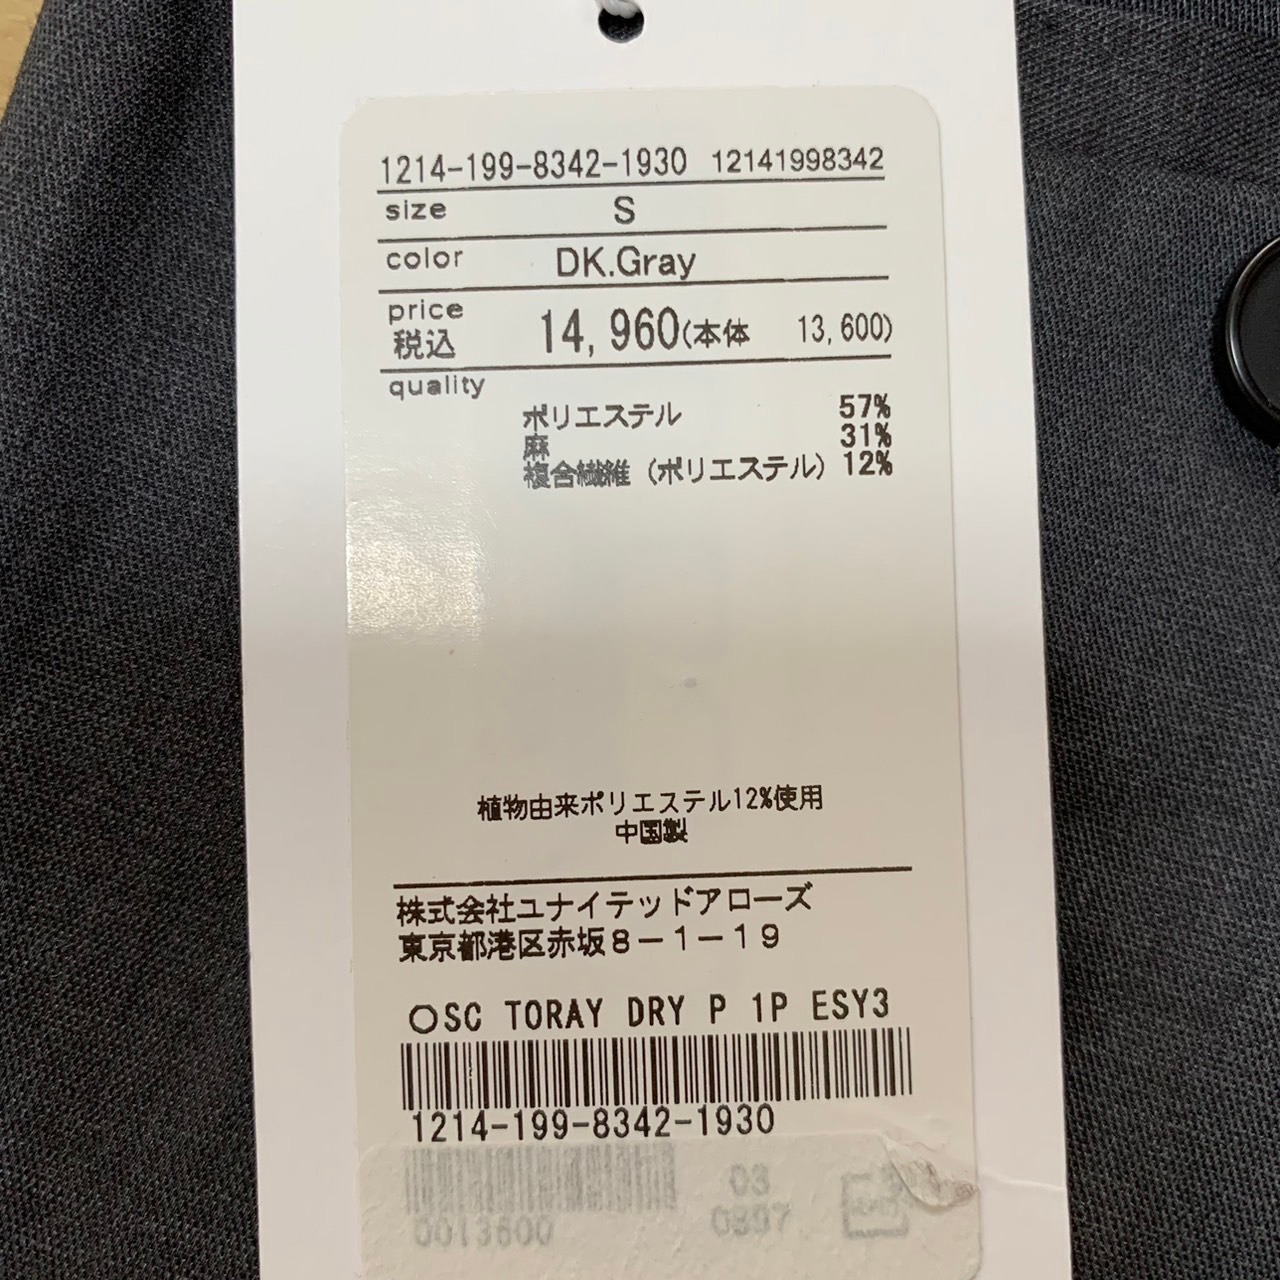 1214-199-8342-1930 12141998342
size S
color DK.Gray
price
税込 14,960(本体 13,600)
quality
ポリエステル 57%
麻 31%
複合繊維(ポリエステル) 12%
植物由来ポリエステル12%使用
中国製
株式会社ユナイテッドアローズ
東京都港区赤坂8-1-19
〇SC TORAY DRY P 1P ESY3
1214-199-8342-1930
03
0013600